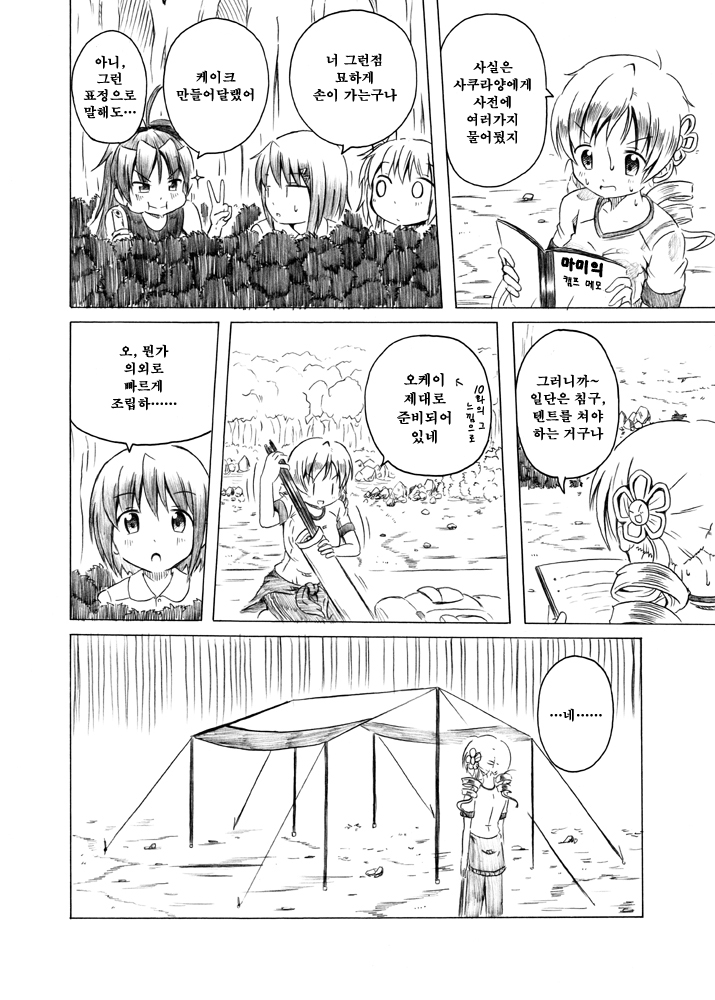 사실은
사쿠라양에게
사전에
여러가지
물어뒀지
마미의
캠프 메모
너 그런점
묘하게
손이 가는구나
케이크
만들어달랬어
아니,
그런
표정으로
말해도…
그러니까~
일단은 침구,
텐트를 쳐야
하는 거구나
오케이
제대로
준비되어
있네
10화의 그
느낌으로
오, 뭔가
의외로
빠르게
조립하……
…네……